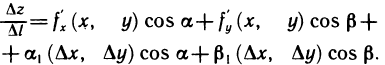 Δz/Δl = f′ₓ(x, y) cos α + f′ᵧ(x, y) cos β +
+ α₁ (Δx, Δy) cos α + β₁ (Δx, Δy) cos β.